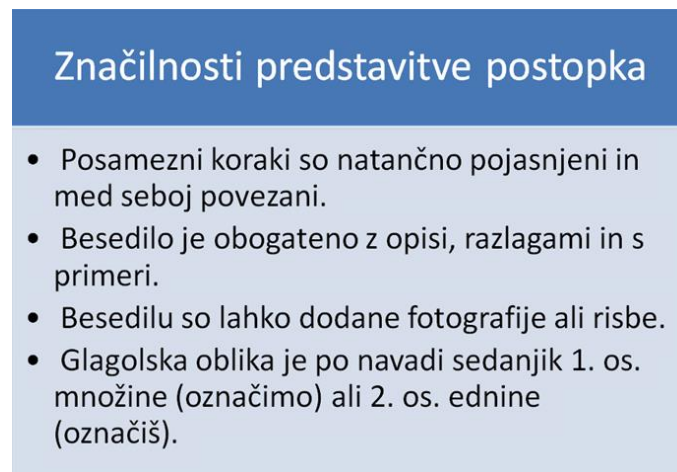 Značilnosti predstavitve postopka
• Posamezni koraki so natančno pojasnjeni in
med seboj povezani.
• Besedilo je obogateno z opisi, razlagami in s
primeri.
• Besedilu so lahko dodane fotografije ali risbe.
• Glagolska oblika je po navadi sedanjik 1. os.
množine (označimo) ali 2. os. ednine
(označiš).